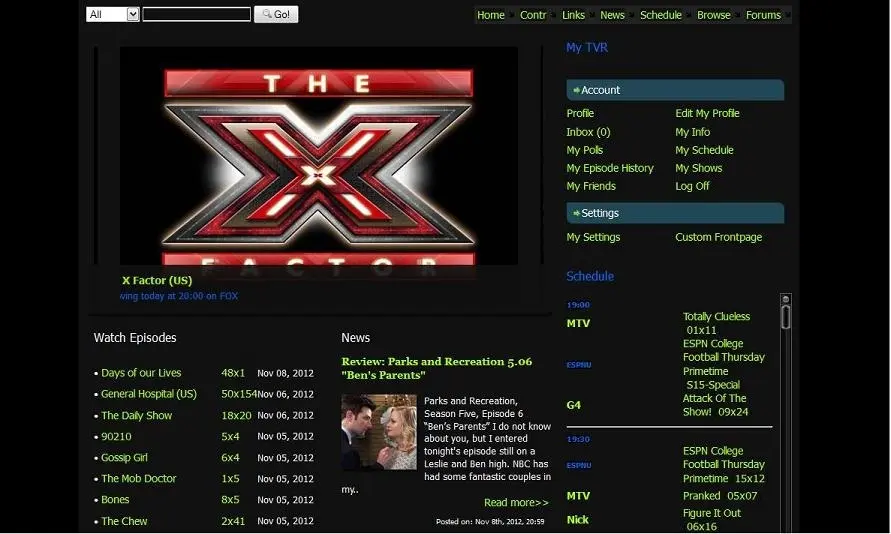 All
Go!
Home Contr Links News Schedule Browse Forums
THE
X
FACTOR
X Factor (US)
ving today at 20:00 on FOX
My TVR
Account
Profile Edit My Profile
Inbox (0) My Info
My Polls My Schedule
My Episode History My Shows
My Friends Log Off
Settings
My Settings Custom Frontpage
Watch Episodes
• Days of our Lives 48x1 Nov 08, 2012
• General Hospital (US) 50x154 Nov 06, 2012
• The Daily Show 18x20 Nov 06, 2012
• 90210 5x4 Nov 05, 2012
• Gossip Girl 6x4 Nov 05, 2012
• The Mob Doctor 1x5 Nov 05, 2012
• Bones 8x5 Nov 05, 2012
• The Chew 2x41 Nov 05, 2012
News
Review: Parks and Recreation 5.06
"Ben's Parents"
Parks and Recreation,
Season Five, Episode 6
“Ben’s Parents” I do not know
about you, but I entered
tonight's episode still on a
Leslie and Ben high. NBC has
had some fantastic couples in
my..
Read more>>
Posted on: Nov 8th, 2012, 20:59
Schedule
19:00
MTV Totally Clueless
01x11
ESPNU ESPN College
Football Thursday
Primetime
S15-Special
G4 Attack Of The
Show! 09x24
19:30
ESPNU ESPN College
Football Thursday
Primetime 15x12
MTV Pranked 05x07
Nick Figure It Out
06x16